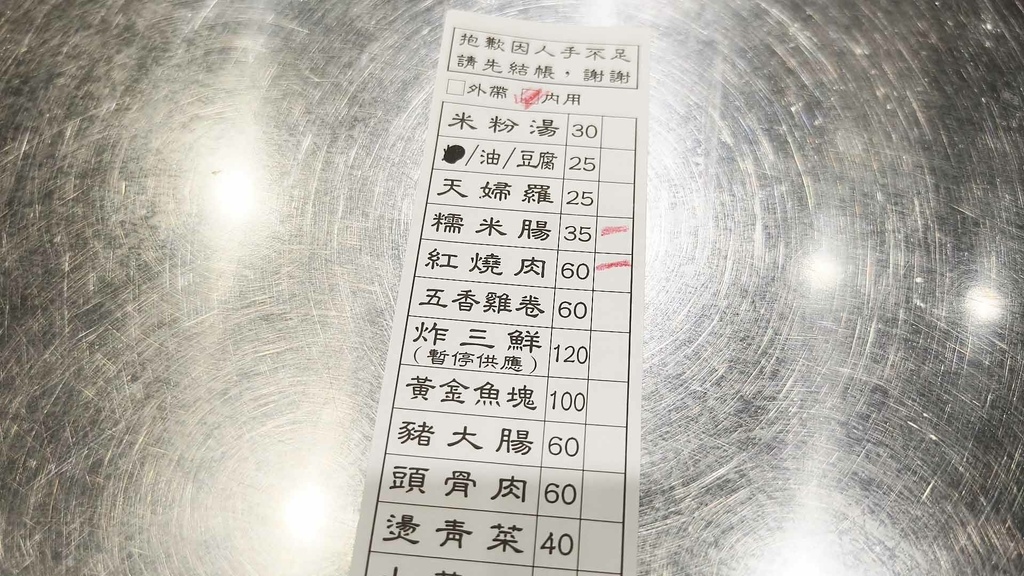 抱歉因人手不足
請先結帳，謝謝
□外帶 □內用
米粉湯 30
/油/豆腐 25
天婦羅 25
糯米腸 35
紅燒肉 60
五香雞卷 60
炸三鮮 120
(暫停供應)
黃金魚塊 100
豬大腸 60
頭骨肉 60
燙青菜 40